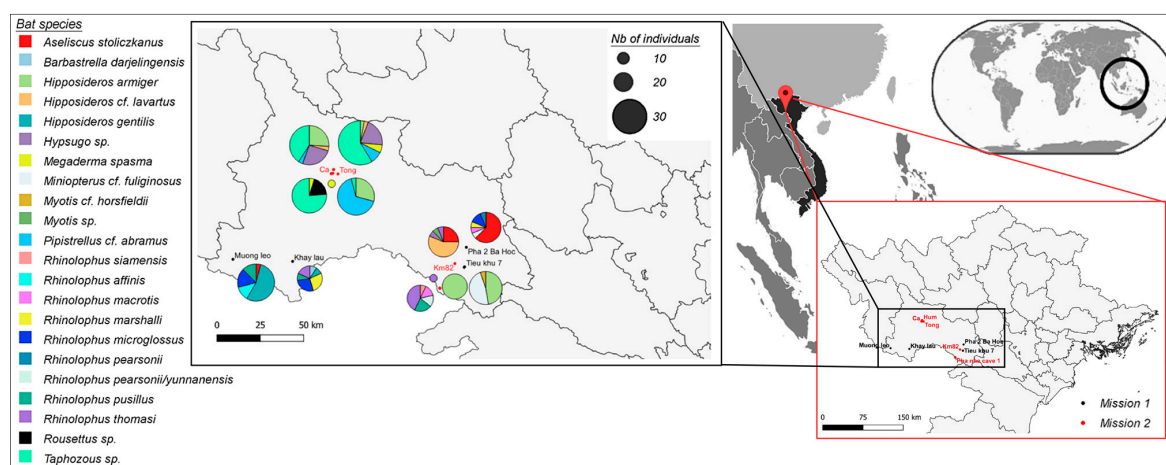 Bat species
Aseliscus stoliczkanus
Barbastrella darjelingensis
Hipposideros armiger
Hipposideros cf. lavartus
Hipposideros gentilis
Hypsugo sp.
Megaderma spasma
Miniopterus cf. fuliginosus
Myotis cf. horsfieldii
Myotis sp.
Pipistrellus cf. abramus
Rhinolophus siamensis
Rhinolophus affinis
Rhinolophus macrotis
Rhinolophus marshalli
Rhinolophus microglossus
Rhinolophus pearsonii
Rhinolophus pearsonii/yunnanensis
Rhinolophus pusillus
Rhinolophus thomasi
Rousettus sp.
Taphozous sp.
Nb of individuals
10
20
30
Ca Tong
Pha 2 Ba Hoc
Muong leo
Khay lau
Km82
Tieu khu 7
0 25 50 km
Ca Hum
Tong
Pha 2 Ba Hoc
Muong leo
Khay lau
Km82
Tieu khu 7
Pha nau cave 1
0 75 150 km
Mission 1
Mission 2